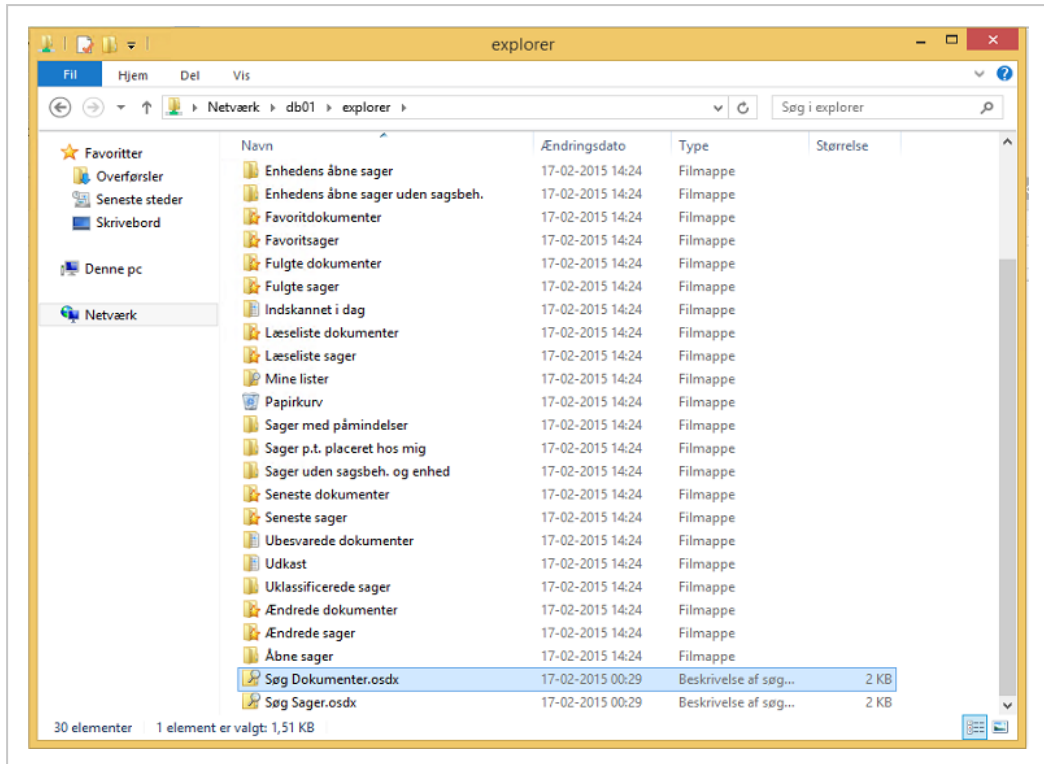 explorer
Fil Hjem Del Vis
Netværk db01 explorer Søg i explorer
Favoritter
Overførsler
Seneste steder
Skrivebord
Denne pc
Netværk
Navn Ændringsdato Type Størrelse
Enhedens åbne sager 17-02-2015 14:24 Filmappe
Enhedens åbne sager uden sagsbeh. 17-02-2015 14:24 Filmappe
Favoritdokumenter 17-02-2015 14:24 Filmappe
Favoritsager 17-02-2015 14:24 Filmappe
Fulgte dokumenter 17-02-2015 14:24 Filmappe
Fulgte sager 17-02-2015 14:24 Filmappe
Indskannet i dag 17-02-2015 14:24 Filmappe
Læseliste dokumenter 17-02-2015 14:24 Filmappe
Læseliste sager 17-02-2015 14:24 Filmappe
Mine lister 17-02-2015 14:24 Filmappe
Papirkurv 17-02-2015 14:24 Filmappe
Sager med påmindelser 17-02-2015 14:24 Filmappe
Sager p.t. placeret hos mig 17-02-2015 14:24 Filmappe
Sager uden sagsbeh. og enhed 17-02-2015 14:24 Filmappe
Seneste dokumenter 17-02-2015 14:24 Filmappe
Seneste sager 17-02-2015 14:24 Filmappe
Ubesvarede dokumenter 17-02-2015 14:24 Filmappe
Udkast 17-02-2015 14:24 Filmappe
Uklassificerede sager 17-02-2015 14:24 Filmappe
Ændrede dokumenter 17-02-2015 14:24 Filmappe
Ændrede sager 17-02-2015 14:24 Filmappe
Åbne sager 17-02-2015 14:24 Filmappe
Søg Dokumenter.osdx 17-02-2015 00:29 Beskrivelse af søg... 2 KB
Søg Sager.osdx 17-02-2015 00:29 Beskrivelse af søg... 2 KB
30 elementer 1 element er valgt: 1,51 KB